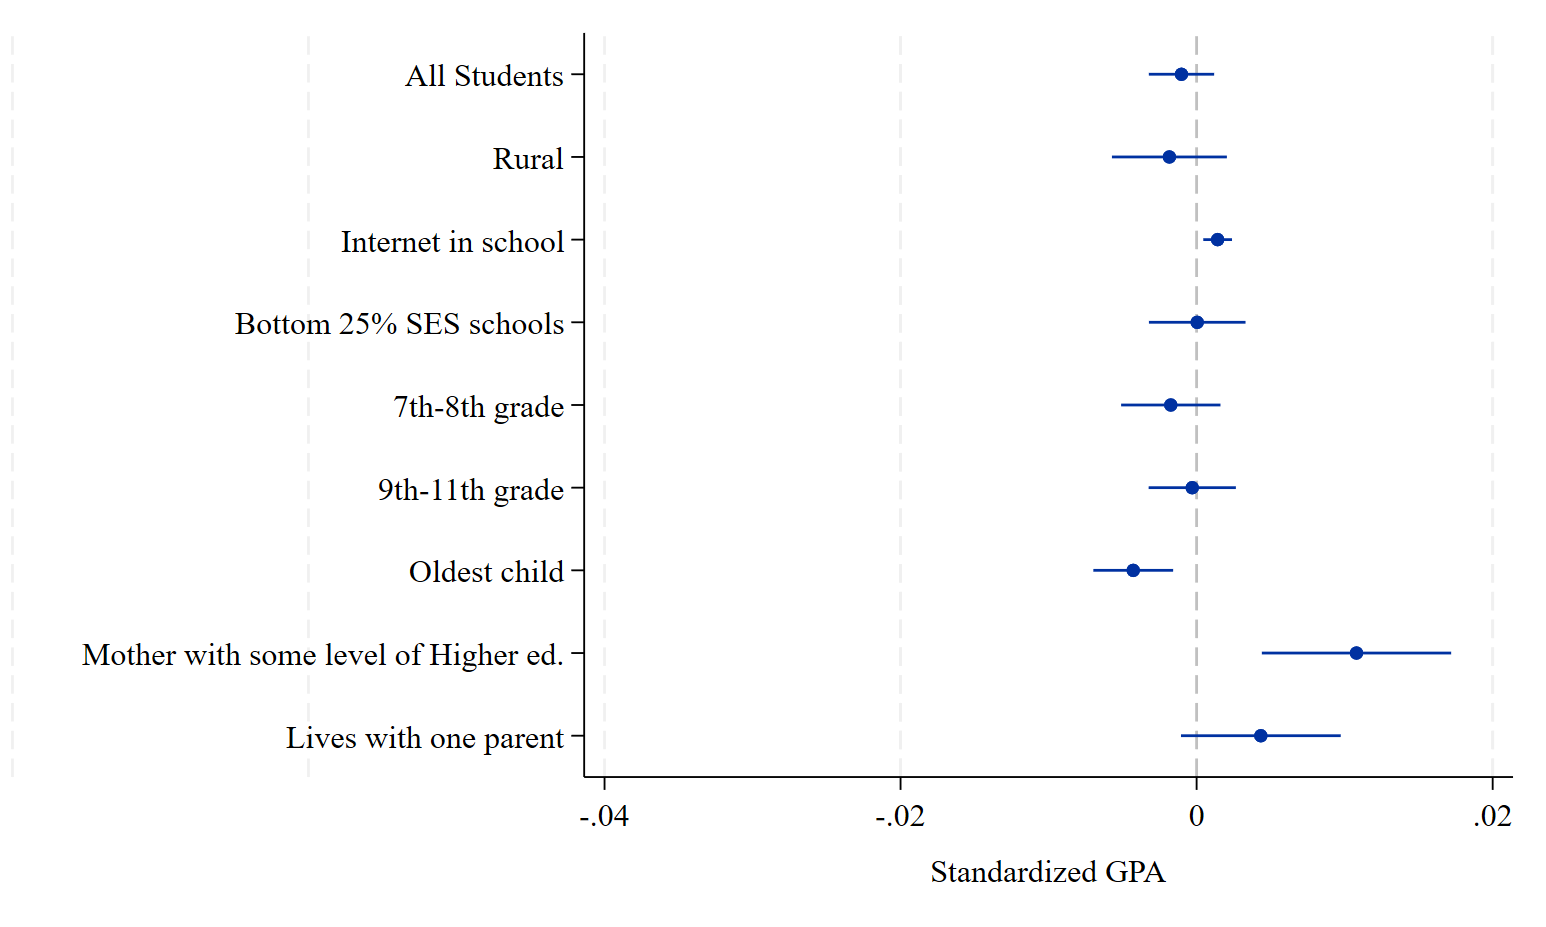 All Students
Rural
Internet in school
Bottom 25% SES schools
7th-8th grade
9th-11th grade
Oldest child
Mother with some level of Higher ed.
Lives with one parent
-.04 -.02 0 .02
Standardized GPA